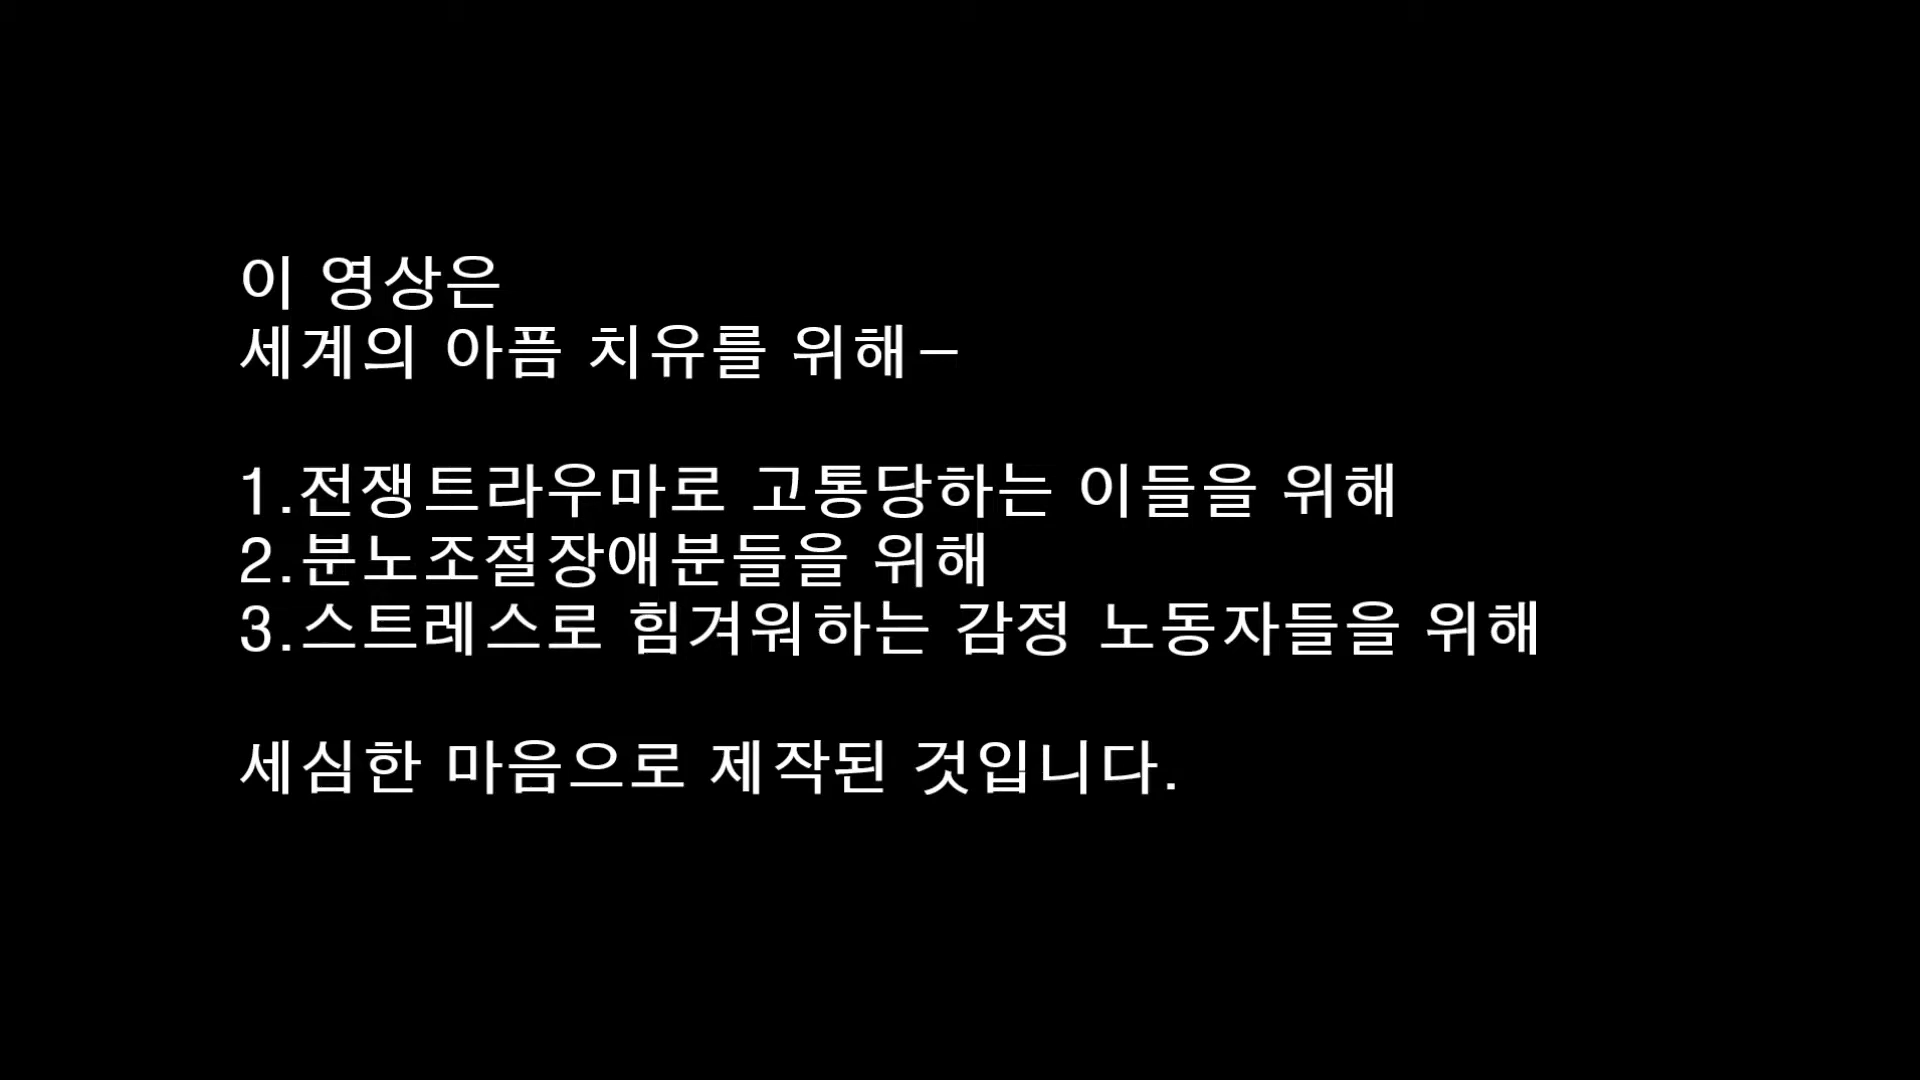 이 영상은
세계의 아픔 치유를 위해–
1.전쟁트라우마로 고통당하는 이들을 위해
2.분노조절장애분들을 위해
3.스트레스로 힘겨워하는 감정 노동자들을 위해
세심한 마음으로 제작된 것입니다.